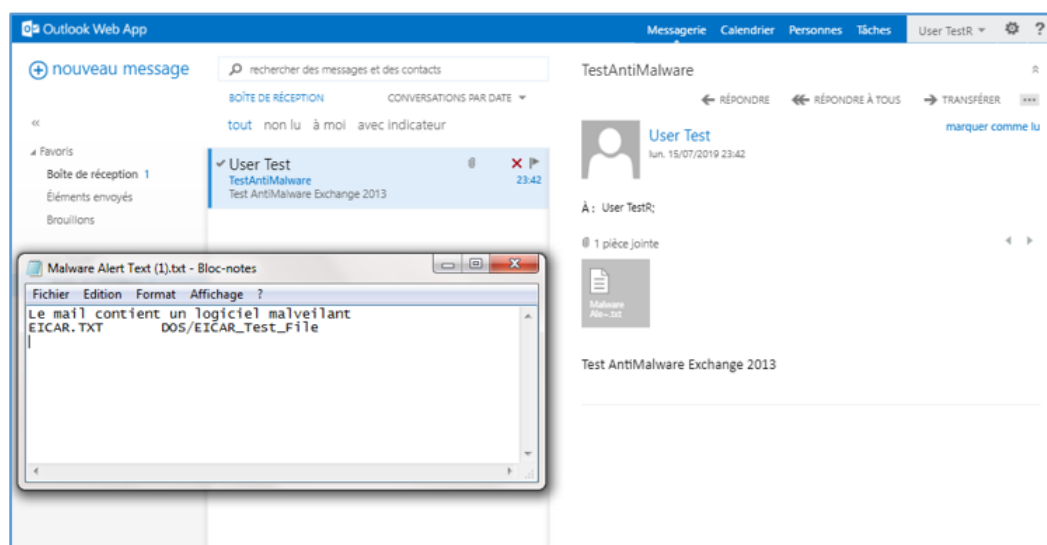 Outlook Web App
Messagerie Calendrier Personnes Tâches User TestR ?
nouveau message
rechercher des messages et des contacts
BOÎTE DE RÉCEPTION CONVERSATIONS PAR DATE
tout non lu à moi avec indicateur
Favoris
Boîte de réception 1
Éléments envoyés
Brouillons
User Test
TestAntiMalware 23:42
Test AntiMalware Exchange 2013
TestAntiMalware
RÉPONDRE RÉPONDRE À TOUS TRANSFÉRER
marquer comme lu
User Test
lun. 15/07/2019 23:42
À : User TestR;
1 pièce jointe
Malware
Ale...txt
Test AntiMalware Exchange 2013
Malware Alert Text (1).txt - Bloc-notes
Fichier Edition Format Affichage ?
Le mail contient un logiciel malveilant
EICAR.TXT DOS/EICAR_Test_File